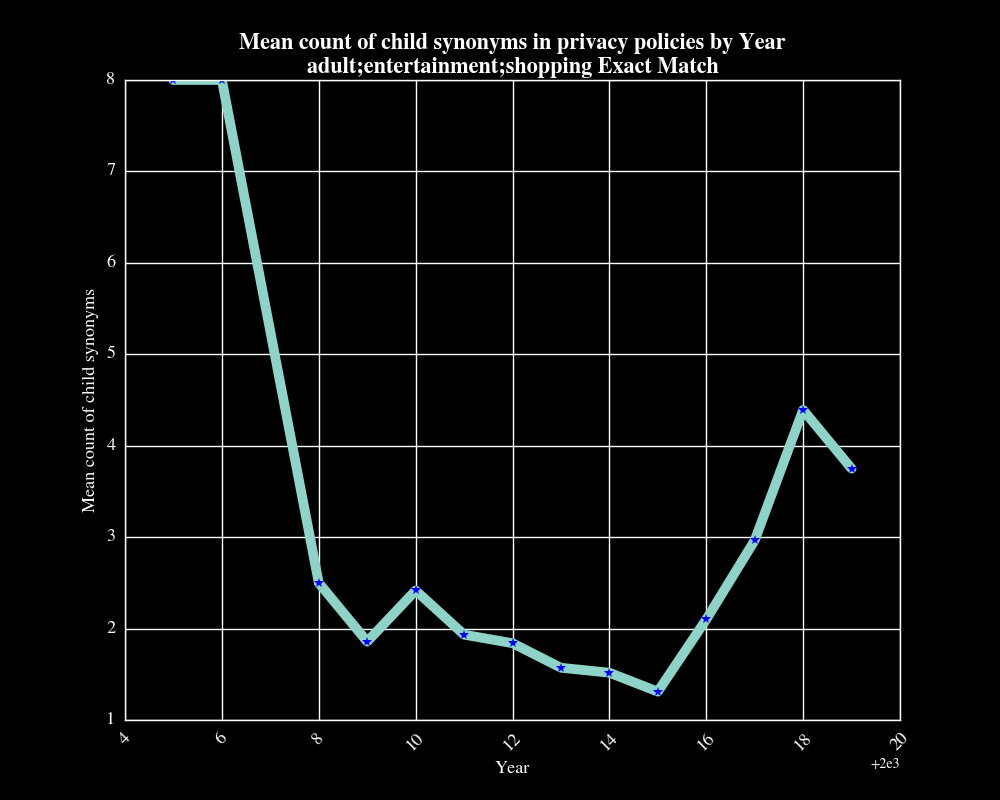 Mean count of child synonyms in privacy policies by Year
adult;entertainment;shopping Exact Match
8
7
6
5
4
3
2
1
Mean count of child synonyms
4 6 8 10 12 14 16 18 20
+2e3
Year